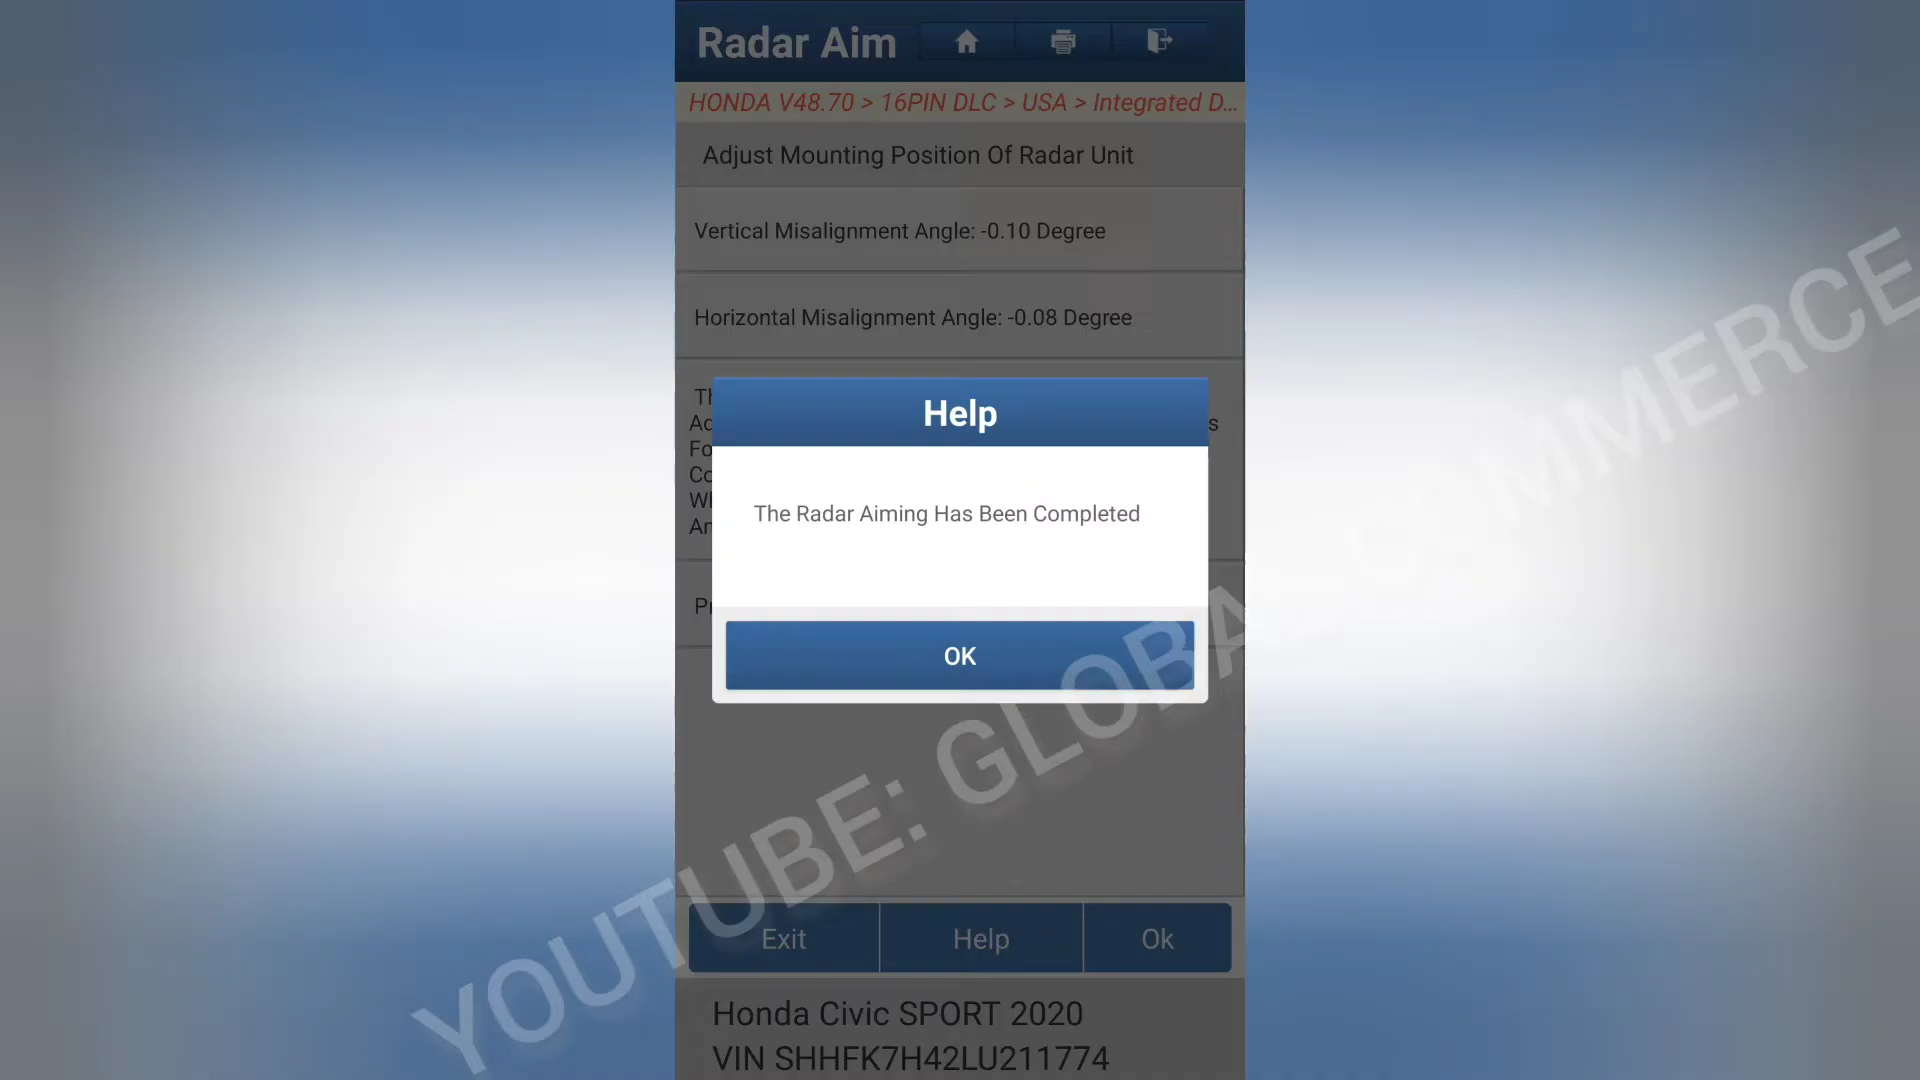 Radar Aim
HONDA V48.70 > 16PIN DLC > USA > Integrated D...
Adjust Mounting Position Of Radar Unit
Vertical Misalignment Angle: -0.10 Degree
Horizontal Misalignment Angle: -0.08 Degree
Help
The Radar Aiming Has Been Completed
OK
Exit
Help
Ok
Honda Civic SPORT 2020
VIN SHHFK7H42LU211774
YOUTUBE: GLOBAL COMMERCE